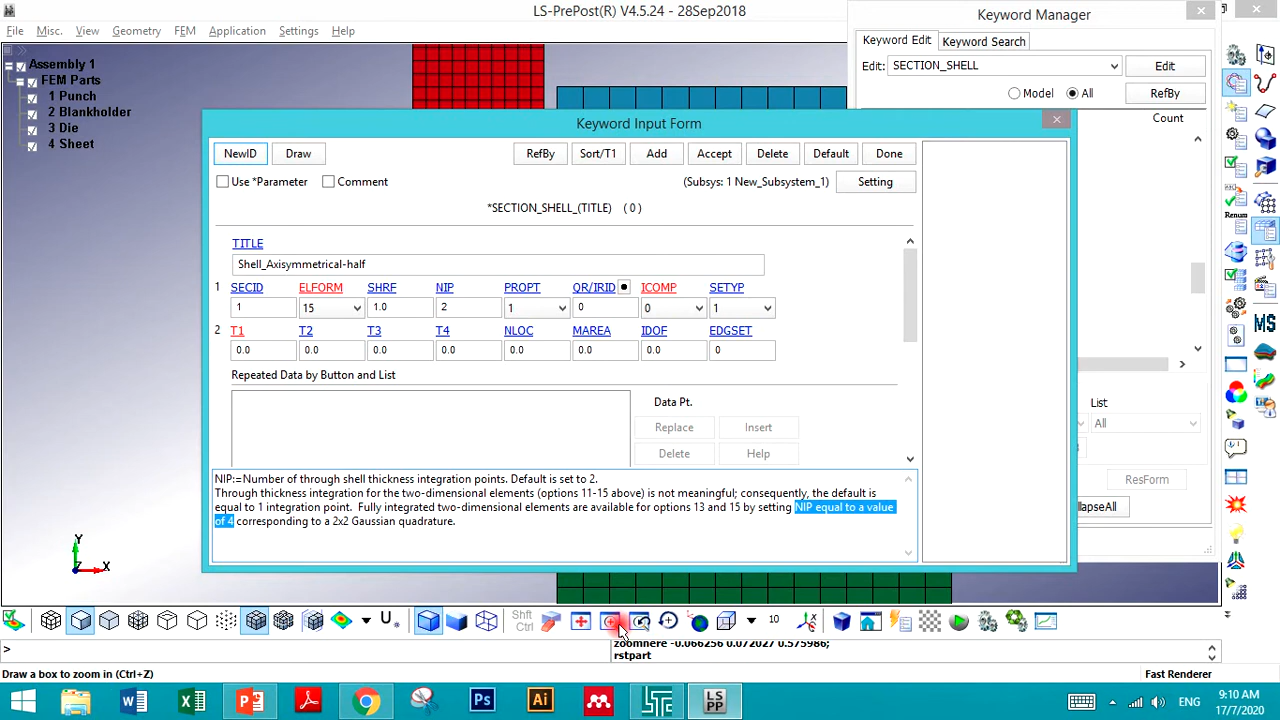 LS-PrePost(R) V4.5.24 - 28Sep2018
File Misc. View Geometry FEM Application Settings Help
Assembly 1
FEM Parts
1 Punch
2 Blankholder
3 Die
4 Sheet
Keyword Manager
Keyword Edit Keyword Search
Edit: SECTION_SHELL Edit
Model All RefBy
Count
List
All
ResForm
llapseAll
Keyword Input Form
NewID Draw RefBy Sort/T1 Add Accept Delete Default Done
Use *Parameter Comment (Subsys: 1 New_Subsystem_1) Setting
*SECTION_SHELL_(TITLE) (0)
TITLE
Shell_Axisymmetrical-half
1 SECID ELFORM SHRF NIP PROPT QR/IRID ICOMP SETYP
1 15 1.0 2 1 0 0 1
2 T1 T2 T3 T4 NLOC MAREA IDOF EDGSET
0.0 0.0 0.0 0.0 0.0 0.0 0.0 0
Repeated Data by Button and List
Data Pt.
Replace Insert
Delete Help
NIP:=Number of through shell thickness integration points. Default is set to 2.
Through thickness integration for the two-dimensional elements (options 11-15 above) is not meaningful; consequently, the default is
equal to 1 integration point. Fully integrated two-dimensional elements are available for options 13 and 15 by setting NIP equal to a value
of 4 corresponding to a 2x2 Gaussian quadrature.
Renum
MS
Y
Z X
Shft
Ctrl
10
> zoomhere -0.066256 0.072027 0.575986;
rstpart
Draw a box to zoom in (Ctrl+Z) Fast Renderer
Ps Ai LS
PP
ENG
9:10 AM
17/7/2020